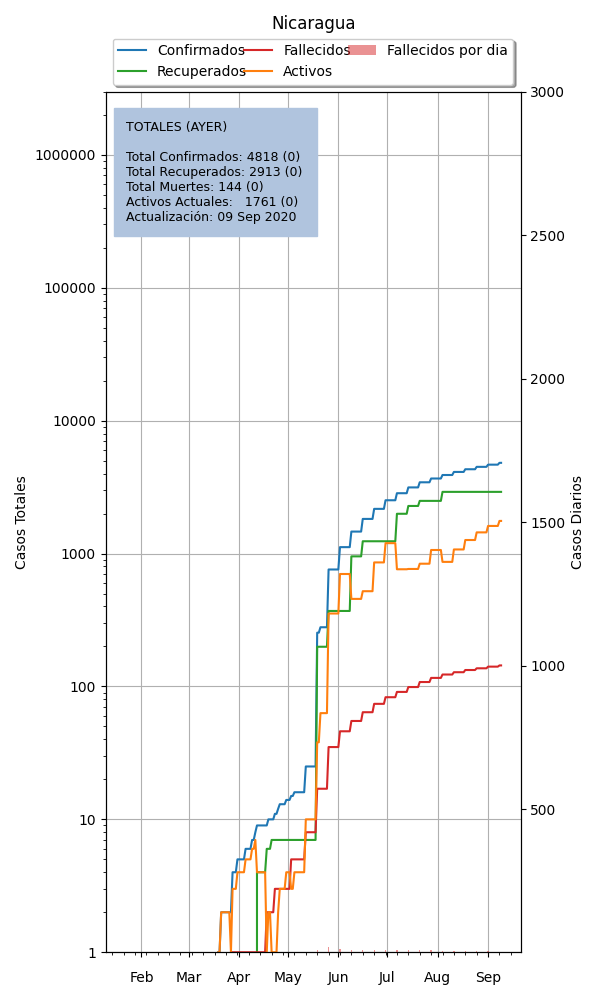 Nicaragua
Confirmados Fallecidos Fallecidos por dia
Recuperados Activos
TOTALES (AYER)
Total Confirmados: 4818 (0)
Total Recuperados: 2913 (0)
Total Muertes: 144 (0)
Activos Actuales: 1761 (0)
Actualización: 09 Sep 2020
Casos Totales
1000000
100000
10000
1000
100
10
1
3000
2500
2000
1500
1000
500
Casos Diarios
Feb Mar Apr May Jun Jul Aug Sep